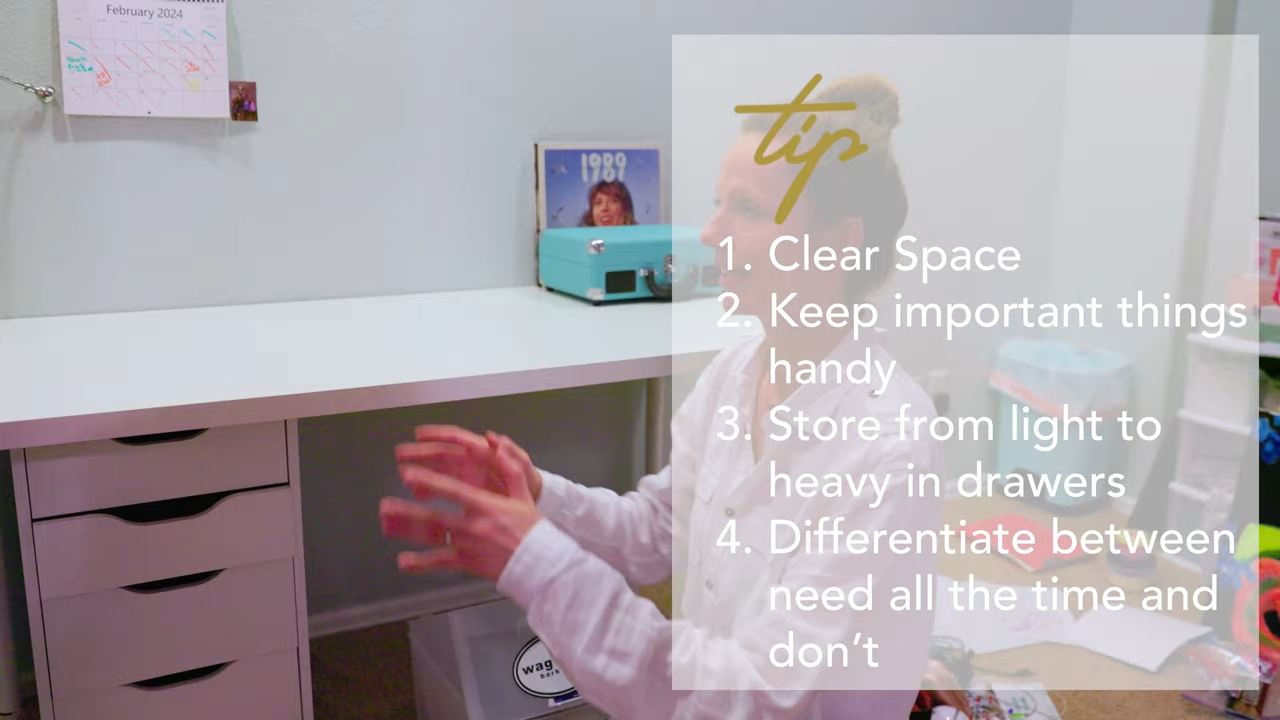 February 2024
1989
tip
1. Clear Space
2. Keep important things
handy
3. Store from light to
heavy in drawers
4. Differentiate between
need all the time and
don't
wag
bark